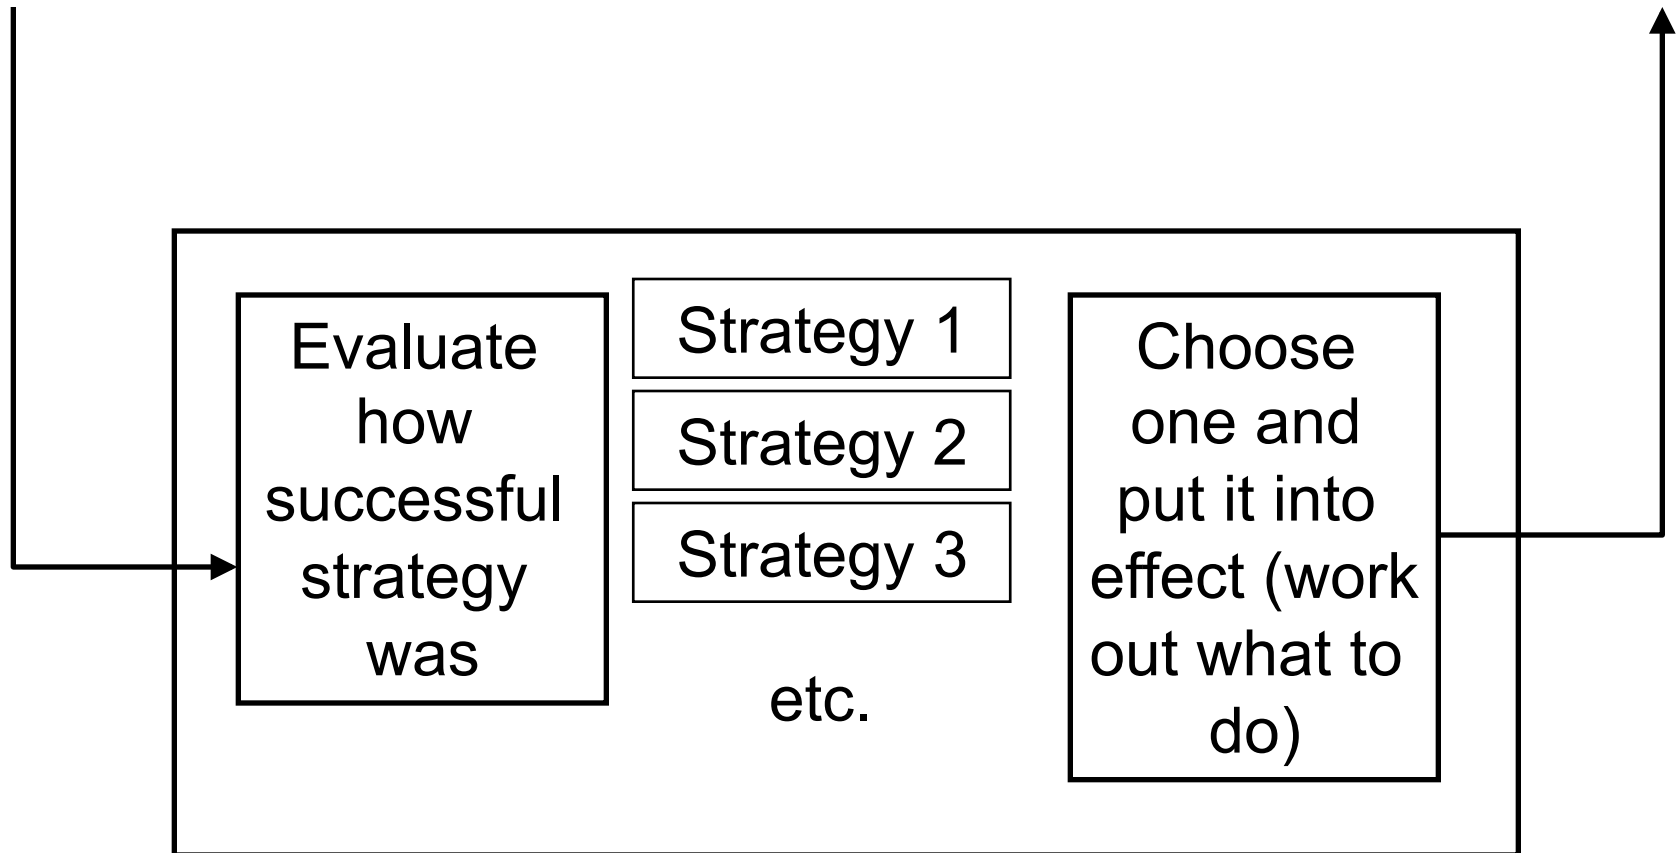 Evaluate
how
successful
strategy
was
Strategy 1
Strategy 2
Strategy 3
etc.
Choose
one and
put it into
effect (work
out what to
do)